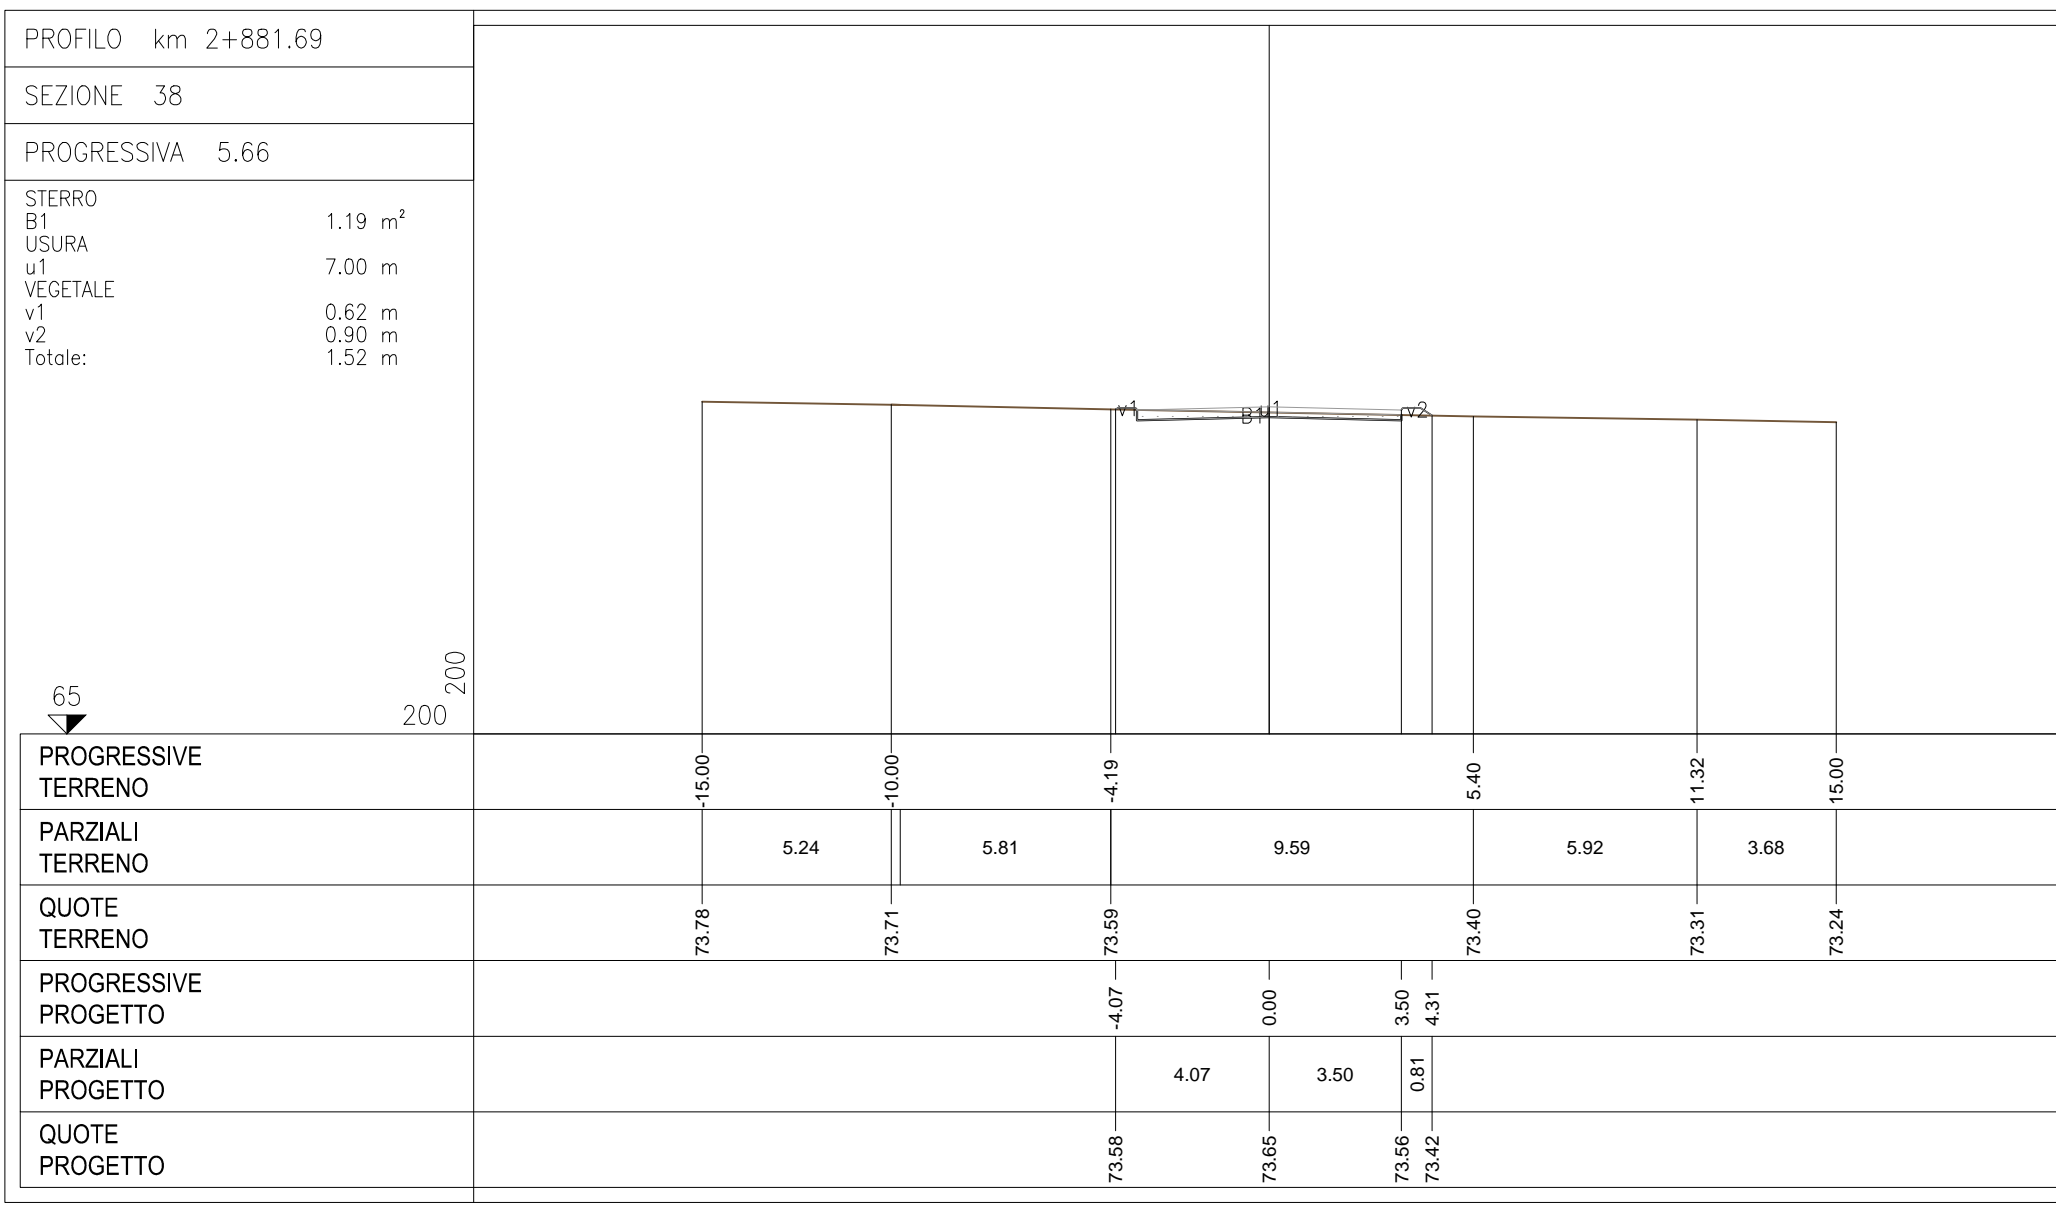 PROFILO km 2+881.69
SEZIONE 38
PROGRESSIVA 5.66
STERRO
B1 1.19 m²
USURA
u1 7.00 m
VEGETALE
v1 0.62 m
v2 0.90 m
Totale: 1.52 m
v1 B1 u1 v2
65
200
200
PROGRESSIVE
TERRENO
-15.00 -10.00 -4.19 5.40 11.32 15.00
PARZIALI
TERRENO
5.24 5.81 9.59 5.92 3.68
QUOTE
TERRENO
73.78 73.71 73.59 73.40 73.31 73.24
PROGRESSIVE
PROGETTO
-4.07 0.00 3.50 4.31
PARZIALI
PROGETTO
4.07 3.50 0.81
QUOTE
PROGETTO
73.58 73.65 73.56 73.42